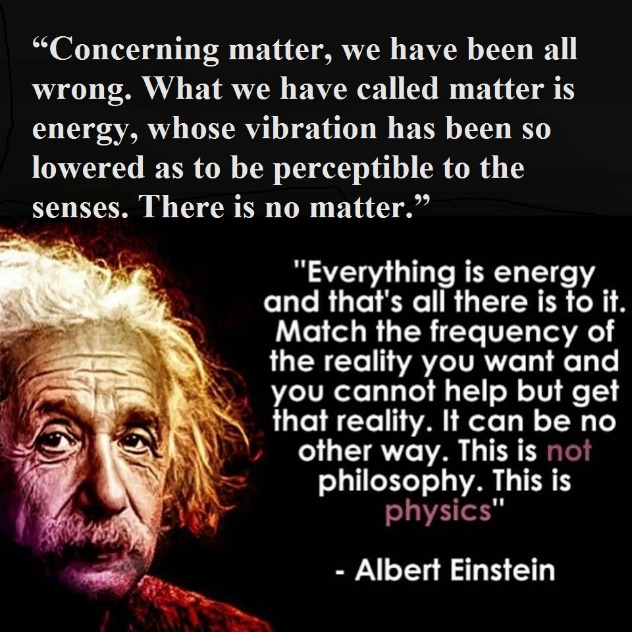 “Concerning matter, we have been all
wrong. What we have called matter is
energy, whose vibration has been so
lowered as to be perceptible to the
senses. There is no matter.”
"Everything is energy
and that's all there is to it.
Match the frequency of
the reality you want and
you cannot help but get
that reality. It can be no
other way. This is not
philosophy. This is
physics"
- Albert Einstein